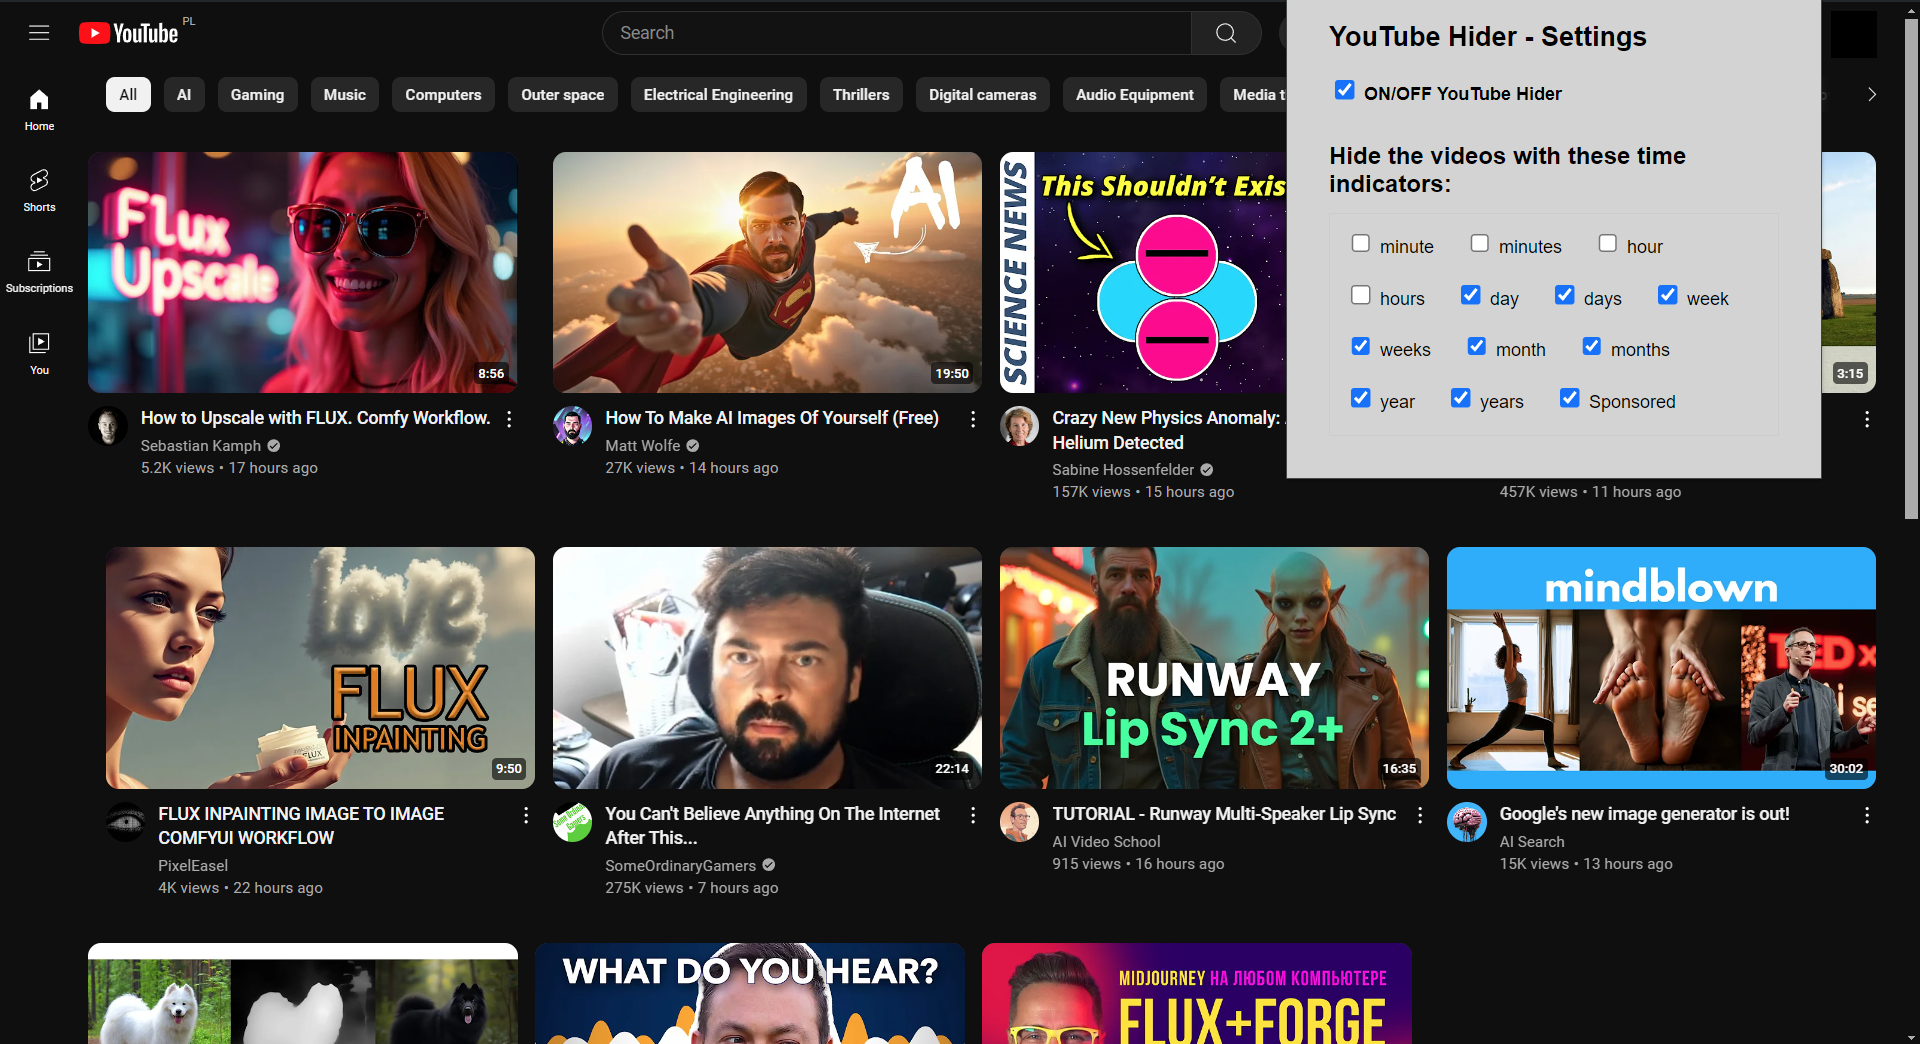 YouTube PL
Search
YouTube Hider - Settings
ON/OFF YouTube Hider
Hide the videos with these time
indicators:
minute minutes hour
hours day days week
weeks month months
year years Sponsored
Home
Shorts
Subscriptions
You
All AI Gaming Music Computers Outer space Electrical Engineering Thrillers Digital cameras Audio Equipment Media t
Flux
Upscale
8:56
How to Upscale with FLUX. Comfy Workflow.
Sebastian Kamph
5.2K views • 17 hours ago
AI
19:50
How To Make AI Images Of Yourself (Free)
Matt Wolfe
27K views • 14 hours ago
SCIENCE NEWS
This Shouldn't Exis
Crazy New Physics Anomaly:
Helium Detected
Sabine Hossenfelder
157K views • 15 hours ago
3:15
457K views • 11 hours ago
love
FLUX
INPAINTING
9:50
FLUX INPAINTING IMAGE TO IMAGE
COMFYUI WORKFLOW
PixelEasel
4K views • 22 hours ago
22:14
You Can't Believe Anything On The Internet
After This...
SomeOrdinaryGamers
275K views • 7 hours ago
RUNWAY
Lip Sync 2+
16:35
TUTORIAL - Runway Multi-Speaker Lip Sync
AI Video School
915 views • 16 hours ago
mindblown
TEDx
30:02
Google's new image generator is out!
AI Search
15K views • 13 hours ago
WHAT DO YOU HEAR?
MIDJOURNEY НА ЛЮБОМ КОМПЬЮТЕРЕ
FLUX+FORGE